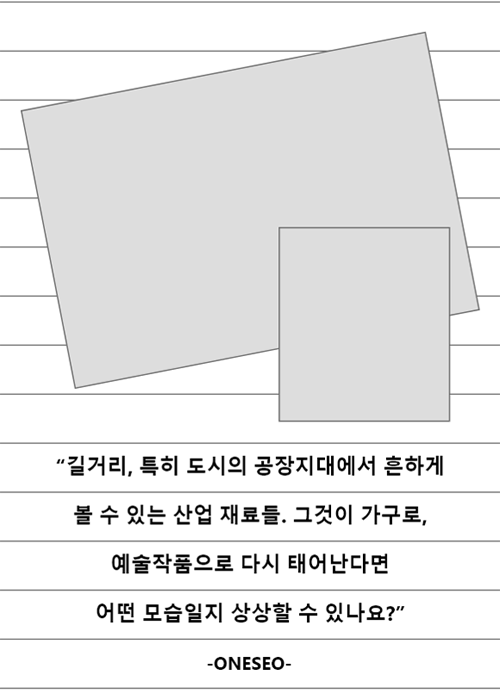 “길거리, 특히 도시의 공장지대에서 흔하게
볼 수 있는 산업 재료들. 그것이 가구로,
예술작품으로 다시 태어난다면
어떤 모습일지 상상할 수 있나요?”
-ONESEO-